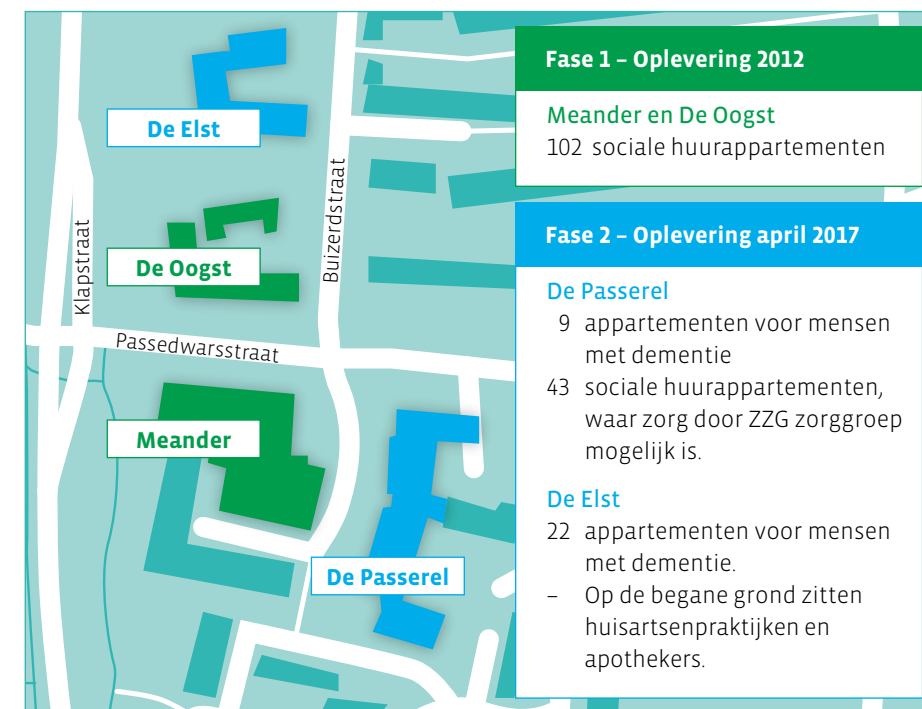 De Elst
De Oogst
Klapstraat
Buizerdstraat
Passedwarsstraat
Meander
De Passerel
Fase 1 – Oplevering 2012
Meander en De Oogst
102 sociale huurappartementen
Fase 2 – Oplevering april 2017
De Passerel
9 appartementen voor mensen
met dementie
43 sociale huurappartementen,
waar zorg door ZZG zorggroep
mogelijk is.
De Elst
22 appartementen voor mensen
met dementie.
– Op de begane grond zitten
huisartsenpraktijken en
apothekers.